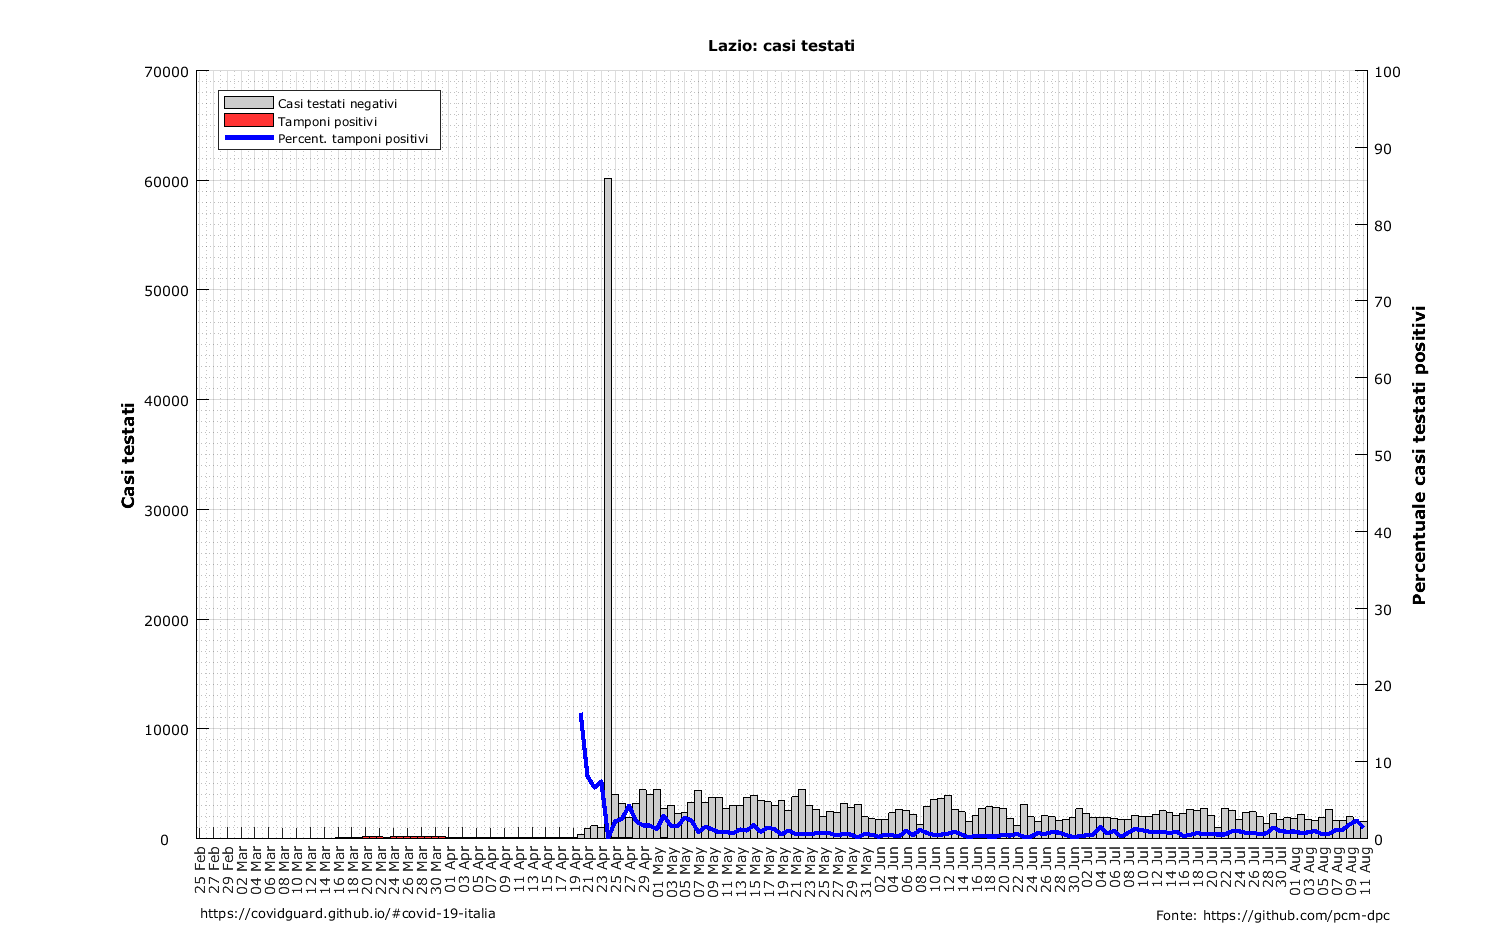 Lazio: casi testati
70000
60000
50000
40000
30000
20000
10000
0
Casi testati
Casi testati negativi
Tamponi positivi
Percent. tamponi positivi
100
90
80
70
60
50
40
30
20
10
0
Percentuale casi testati positivi
25 Feb
27 Feb
29 Feb
02 Mar
04 Mar
06 Mar
08 Mar
10 Mar
12 Mar
14 Mar
16 Mar
18 Mar
20 Mar
22 Mar
24 Mar
26 Mar
28 Mar
30 Mar
01 Apr
03 Apr
05 Apr
07 Apr
09 Apr
11 Apr
13 Apr
15 Apr
17 Apr
19 Apr
21 Apr
23 Apr
25 Apr
27 Apr
29 Apr
01 May
03 May
05 May
07 May
09 May
11 May
13 May
15 May
17 May
19 May
21 May
23 May
25 May
27 May
29 May
31 May
02 Jun
04 Jun
06 Jun
08 Jun
10 Jun
12 Jun
14 Jun
16 Jun
18 Jun
20 Jun
22 Jun
24 Jun
26 Jun
28 Jun
30 Jun
02 Jul
04 Jul
06 Jul
08 Jul
10 Jul
12 Jul
14 Jul
16 Jul
18 Jul
20 Jul
22 Jul
24 Jul
26 Jul
28 Jul
30 Jul
01 Aug
03 Aug
05 Aug
07 Aug
09 Aug
11 Aug
https://covidguard.github.io/#covid-19-italia
Fonte: https://github.com/pcm-dpc